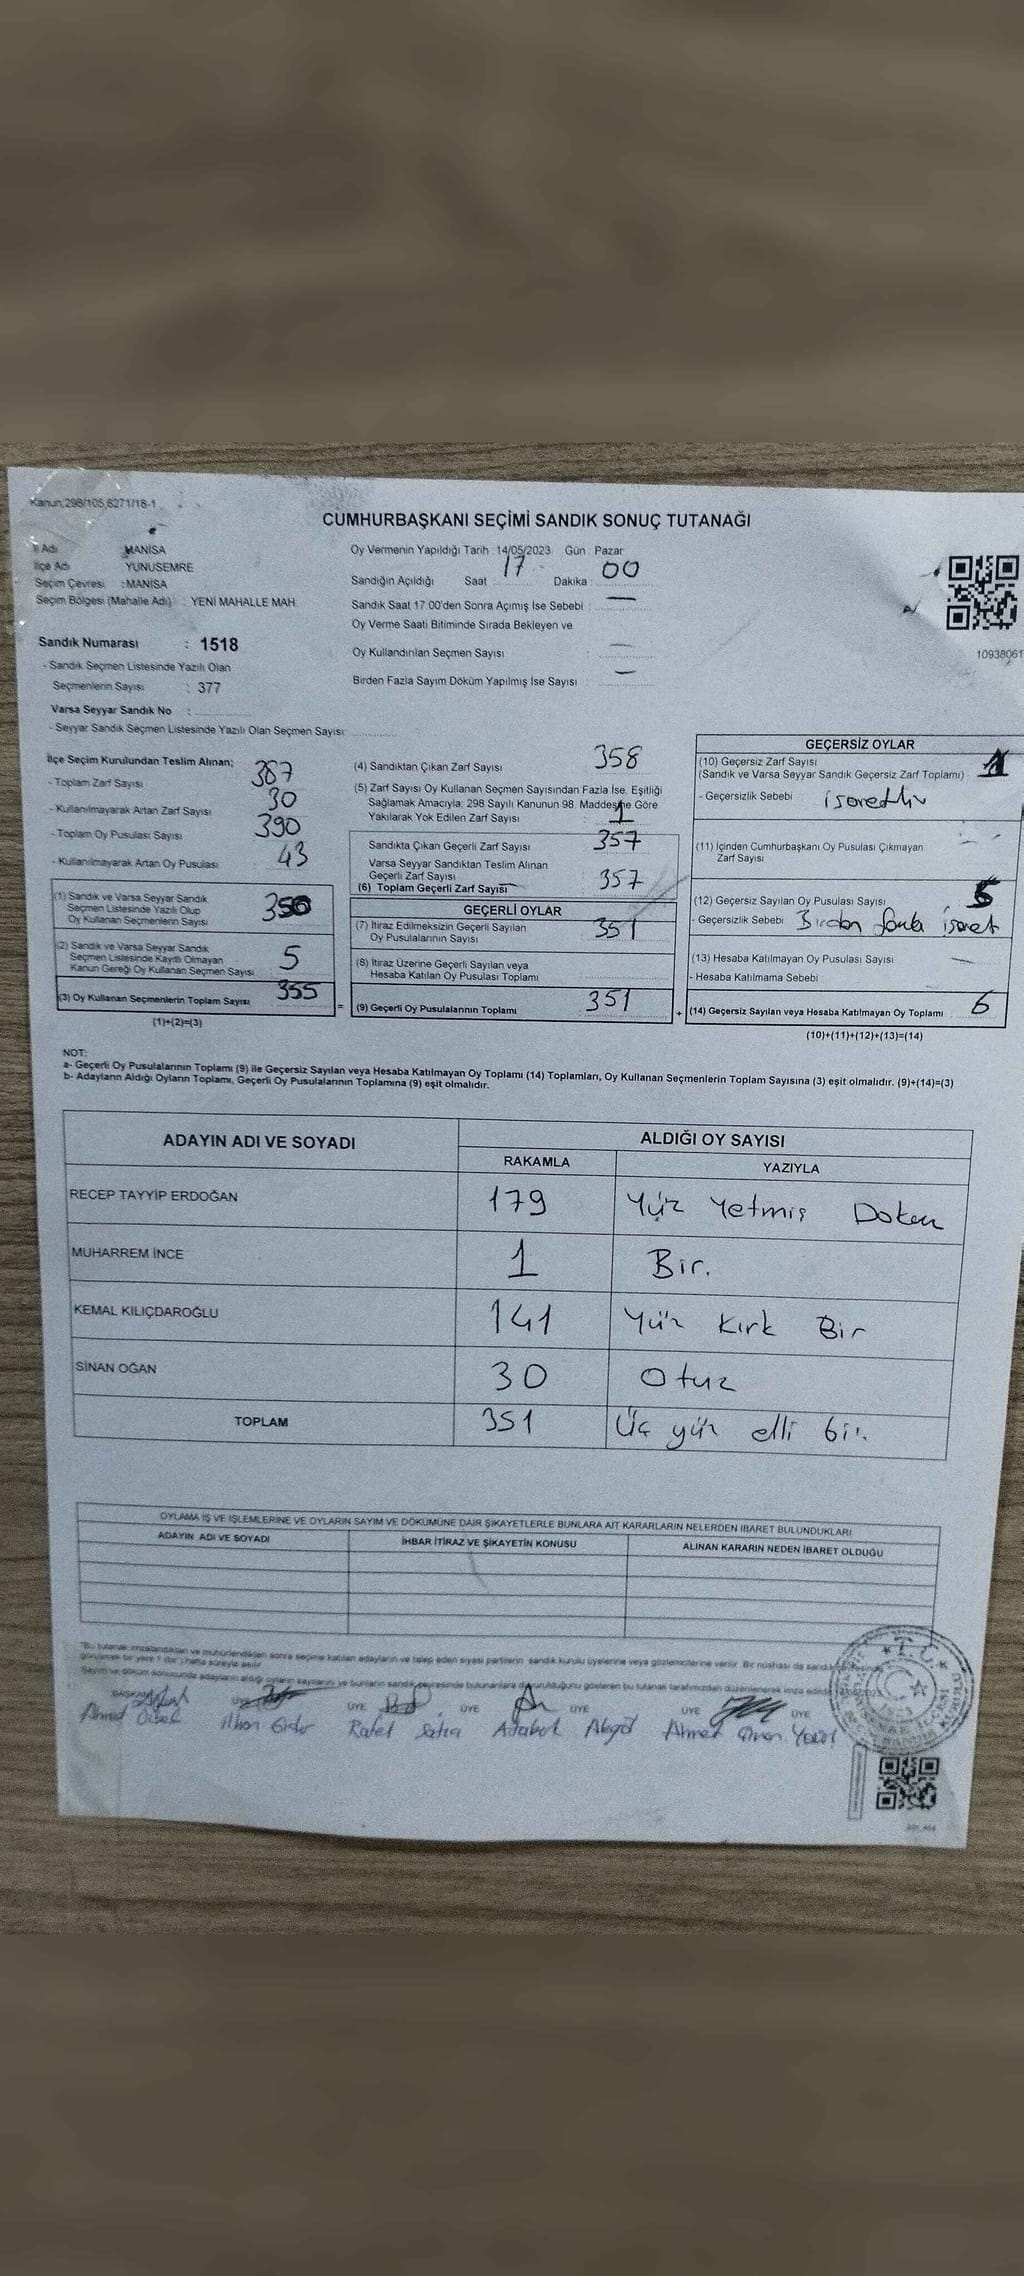 Kanun,298/105,6271/18-1
CUMHURBAŞKANI SEÇİMİ SANDIK SONUÇ TUTANAĞI
İl Adı MANİSA
İlçe Adı YUNUSEMRE
Seçim Çevresi : MANİSA
Seçim Bölgesi (Mahalle Adı) : YENİ MAHALLE MAH.
Sandık Numarası : 1518
- Sandık Seçmen Listesinde Yazılı Olan
Seçmenlerin Sayısı : 377
Varsa Seyyar Sandık No :
- Seyyar Sandık Seçmen Listesinde Yazılı Olan Seçmen Sayısı:
Oy Vermenin Yapıldığı Tarih : 14/05/2023 Gün : Pazar
Sandığın Açıldığı Saat : 17 Dakika : 00
Sandık Saat 17:00'den Sonra Açımış İse Sebebi : —
Oy Verme Saati Bitiminde Sırada Bekleyen ve
Oy Kullandırılan Seçmen Sayısı : —
Birden Fazla Sayım Döküm Yapılmış İse Sayısı : —
10938061
İlçe Seçim Kurulundan Teslim Alınan;
- Toplam Zarf Sayısı 387
- Kullanılmayarak Artan Zarf Sayısı 30
- Toplam Oy Pusulası Sayısı 390
- Kullanılmayarak Artan Oy Pusulası 43
(1) Sandık ve Varsa Seyyar Sandık
Seçmen Listesinde Yazılı Olup
Oy Kullanan Seçmenlerin Sayısı 350
(2) Sandık ve Varsa Seyyar Sandık
Seçmen Listesinde Kayıtlı Olmayan
Kanun Gereği Oy Kullanan Seçmen Sayısı 5
(3) Oy Kullanan Seçmenlerin Toplam Sayısı 355
(1)+(2)=(3)
(4) Sandıktan Çıkan Zarf Sayısı 358
(5) Zarf Sayısı Oy Kullanan Seçmen Sayısından Fazla İse, Eşitliği
Sağlamak Amacıyla; 298 Sayılı Kanunun 98. Maddesine Göre
Yakılarak Yok Edilen Zarf Sayısı : 1
Sandıkta Çıkan Geçerli Zarf Sayısı 357
Varsa Seyyar Sandıktan Teslim Alınan
Geçerli Zarf Sayısı
(6) Toplam Geçerli Zarf Sayısı 357
GEÇERLİ OYLAR
(7) İtiraz Edilmeksizin Geçerli Sayılan
Oy Pusulalarının Sayısı 351
(8) İtiraz Üzerine Geçerli Sayılan veya
Hesaba Katılan Oy Pusulası Toplamı
= (9) Geçerli Oy Pusulalarının Toplamı 351
GEÇERSİZ OYLAR
(10) Geçersiz Zarf Sayısı 1
(Sandık ve Varsa Seyyar Sandık Geçersiz Zarf Toplamı)
- Geçersizlik Sebebi
(11) İçinden Cumhurbaşkanı Oy Pusulası Çıkmayan
Zarf Sayısı —
(12) Geçersiz Sayılan Oy Pusulası Sayısı 5
- Geçersizlik Sebebi Birden fazla işaret
(13) Hesaba Katılmayan Oy Pusulası Sayısı —
- Hesaba Katılmama Sebebi
+ (14) Geçersiz Sayılan veya Hesaba Katılmayan Oy Toplamı 6
(10)+(11)+(12)+(13)=(14)
NOT:
a- Geçerli Oy Pusulalarının Toplamı (9) ile Geçersiz Sayılan veya Hesaba Katılmayan Oy Toplamı (14) Toplamları, Oy Kullanan Seçmenlerin Toplam Sayısına (3) eşit olmalıdır. (9)+(14)=(3)
b- Adayların Aldığı Oyların Toplamı, Geçerli Oy Pusulalarının Toplamına (9) eşit olmalıdır.
ADAYIN ADI VE SOYADI ALDIĞI OY SAYISI
RAKAMLA YAZIYLA
RECEP TAYYİP ERDOĞAN 179 Yüz Yetmiş Dokuz
MUHARREM İNCE 1 Bir.
KEMAL KILIÇDAROĞLU 141 Yüz Kırk Bir
SİNAN OĞAN 30 Otuz
TOPLAM 351 Üç yüz elli bir.
OYLAMA İŞ VE İŞLEMLERİNE VE OYLARIN SAYIM VE DÖKÜMÜNE DAİR ŞİKAYETLERLE BUNLARA AİT KARARLARIN NELERDEN İBARET BULUNDUKLARI
ADAYIN ADI VE SOYADI İHBAR İTİRAZ VE ŞİKAYETİN KONUSU ALINAN KARARIN NEDEN İBARET OLDUĞU
"Bu tutanak imzalandıktan ve mühürlendikten sonra seçime katılan adayların ve talep eden siyasi partilerin sandık kurulu üyelerine veya gözlemcilerine verilir. Bir nüshası da
görülmek bir yere 1 (bir) hafta süreyle asılır.
Sayım ve döküm sonucunda adayların aldığı oyların sayılarını ve bunların sandık çevresinde bulunanlara duyurulduğunu gösteren bu tutanak tarafımızdan düzenlenerek imza edildi.
BAŞKAN ÜYE ÜYE ÜYE ÜYE ÜYE ÜYE
Ahmet İlhan Ahmet